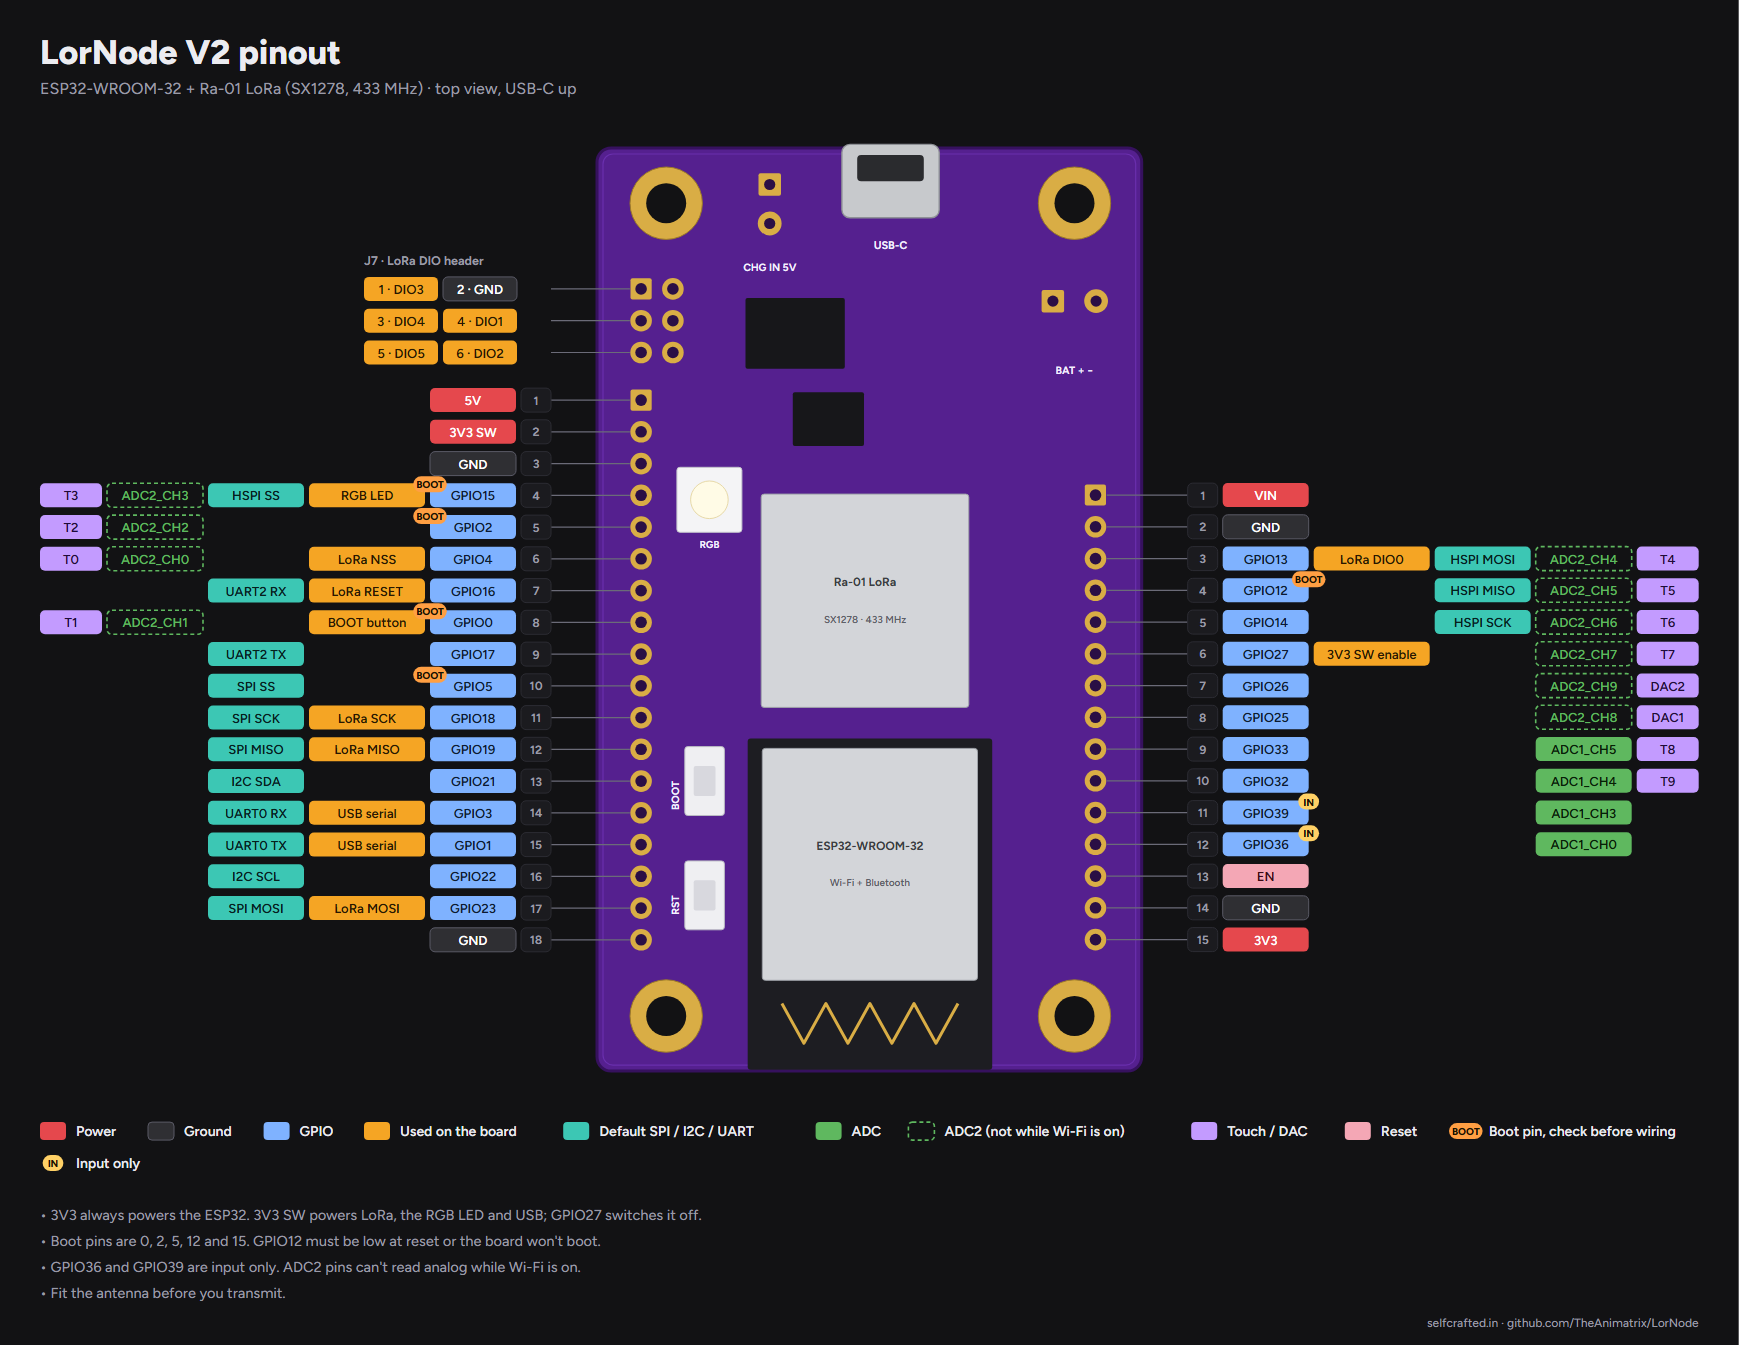 LorNode V2 pinout
ESP32-WROOM-32 + Ra-01 LoRa (SX1278, 433 MHz) · top view, USB-C up
USB-C
CHG IN 5V
J7 · LoRa DIO header
1 · DIO3 2 · GND
3 · DIO4 4 · DIO1
5 · DIO5 6 · DIO2
BAT + -
5V 1
3V3 SW 2
GND 3
T3 ADC2_CH3 HSPI SS RGB LED BOOT GPIO15 4
T2 ADC2_CH2 BOOT GPIO2 5
T0 ADC2_CH0 LoRa NSS GPIO4 6
UART2 RX LoRa RESET GPIO16 7
T1 ADC2_CH1 BOOT button BOOT GPIO0 8
UART2 TX GPIO17 9
SPI SS BOOT GPIO5 10
SPI SCK LoRa SCK GPIO18 11
SPI MISO LoRa MISO GPIO19 12
I2C SDA GPIO21 13
UART0 RX USB serial GPIO3 14
UART0 TX USB serial GPIO1 15
I2C SCL GPIO22 16
SPI MOSI LoRa MOSI GPIO23 17
GND 18
RGB
Ra-01 LoRa
SX1278 · 433 MHz
BOOT
RST
ESP32-WROOM-32
Wi-Fi + Bluetooth
1 VIN
2 GND
3 GPIO13 LoRa DIO0 HSPI MOSI ADC2_CH4 T4
4 GPIO12 BOOT HSPI MISO ADC2_CH5 T5
5 GPIO14 HSPI SCK ADC2_CH6 T6
6 GPIO27 3V3 SW enable ADC2_CH7 T7
7 GPIO26 ADC2_CH9 DAC2
8 GPIO25 ADC2_CH8 DAC1
9 GPIO33 ADC1_CH5 T8
10 GPIO32 ADC1_CH4 T9
11 GPIO39 IN ADC1_CH3
12 GPIO36 IN ADC1_CH0
13 EN
14 GND
15 3V3
Power Ground GPIO Used on the board Default SPI / I2C / UART ADC ADC2 (not while Wi-Fi is on) Touch / DAC Reset BOOT Boot pin, check before wiring
IN Input only
• 3V3 always powers the ESP32. 3V3 SW powers LoRa, the RGB LED and USB; GPIO27 switches it off.
• Boot pins are 0, 2, 5, 12 and 15. GPIO12 must be low at reset or the board won't boot.
• GPIO36 and GPIO39 are input only. ADC2 pins can't read analog while Wi-Fi is on.
• Fit the antenna before you transmit.
selfcrafted.in · github.com/TheAnimatrix/LorNode